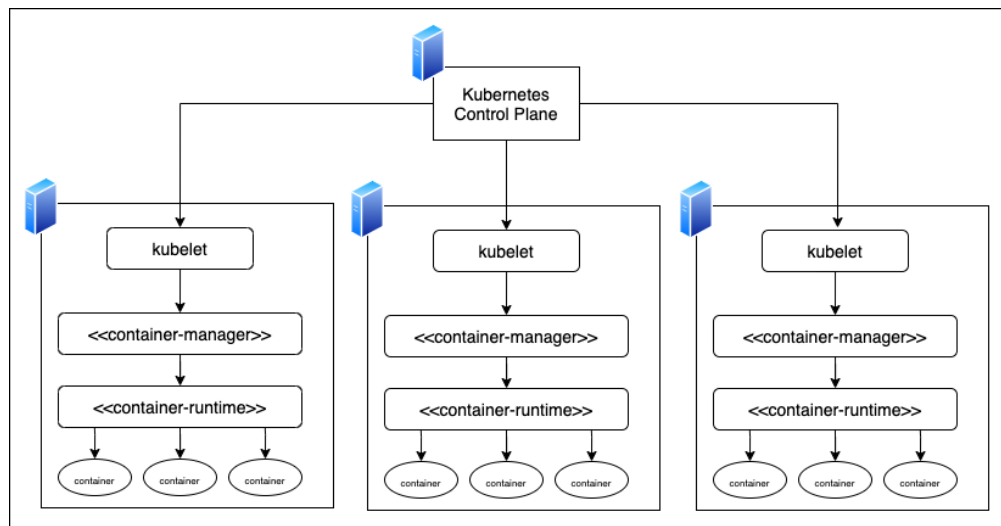 Kubernetes
Control Plane
kubelet
kubelet
kubelet
<<container-manager>>
<<container-manager>>
<<container-manager>>
<<container-runtime>>
<<container-runtime>>
<<container-runtime>>
container
container
container
container
container
container
container
container
container